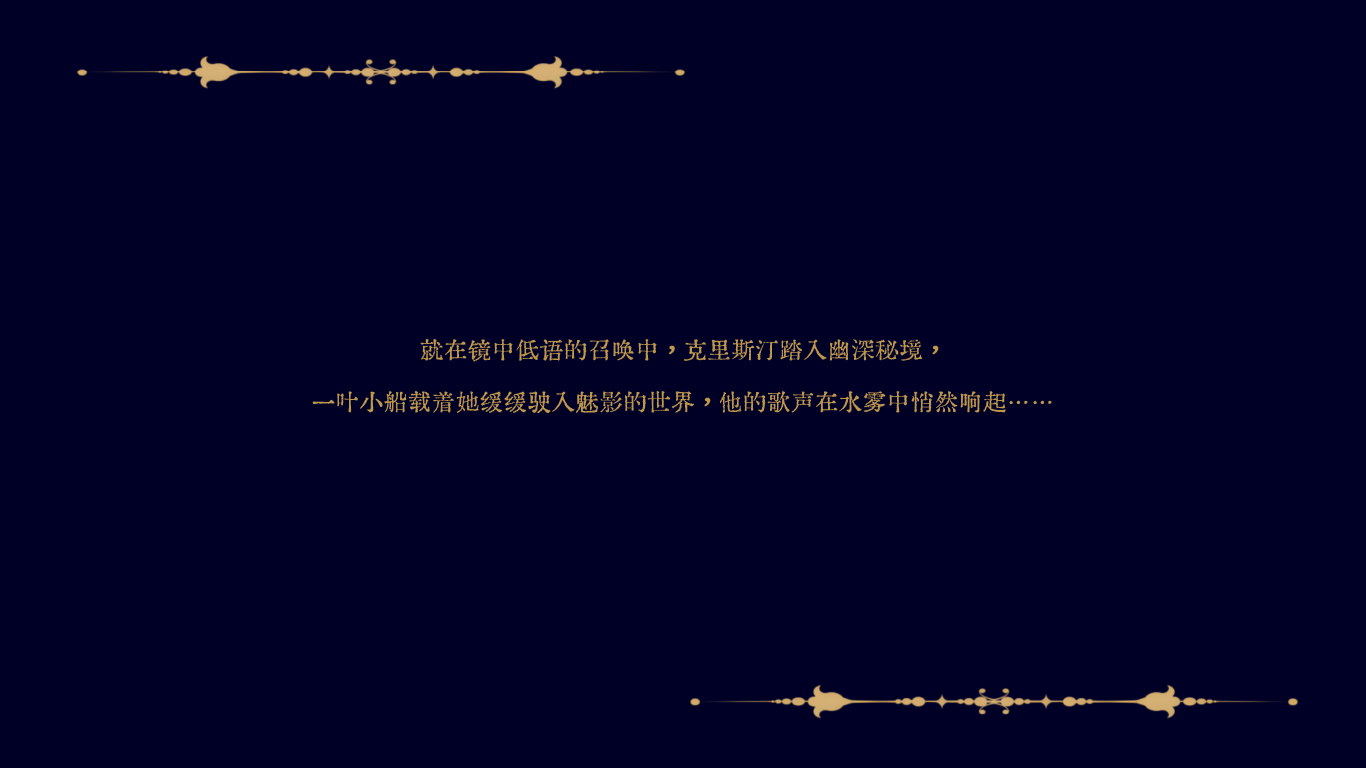 就在镜中低语的召唤中，克里斯汀踏入幽深秘境，
一叶小船载着她缓缓驶入魅影的世界，他的歌声在水雾中悄然响起……